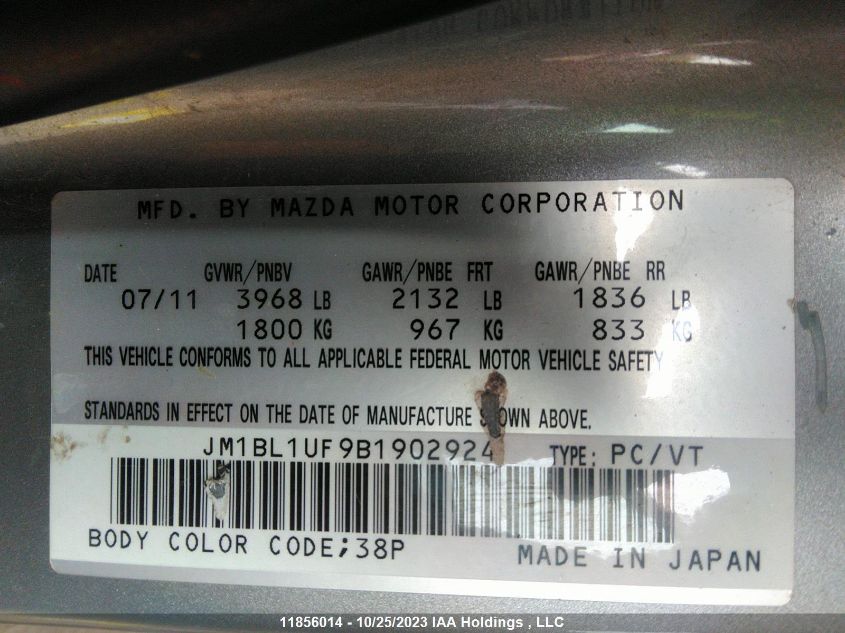 MFD. BY MAZDA MOTOR CORPORATION
DATE GVWR/PNBV GAWR/PNBE FRT GAWR/PNBE RR
07/11 3968 LB 2132 LB 1836 LB
1800 KG 967 KG 833 KG
THIS VEHICLE CONFORMS TO ALL APPLICABLE FEDERAL MOTOR VEHICLE SAFETY
STANDARDS IN EFFECT ON THE DATE OF MANUFACTURE SHOWN ABOVE.
JM1BL1UF9B1902924 TYPE: PC/VT
BODY COLOR CODE;38P MADE IN JAPAN
11856014 - 10/25/2023 IAA Holdings , LLC